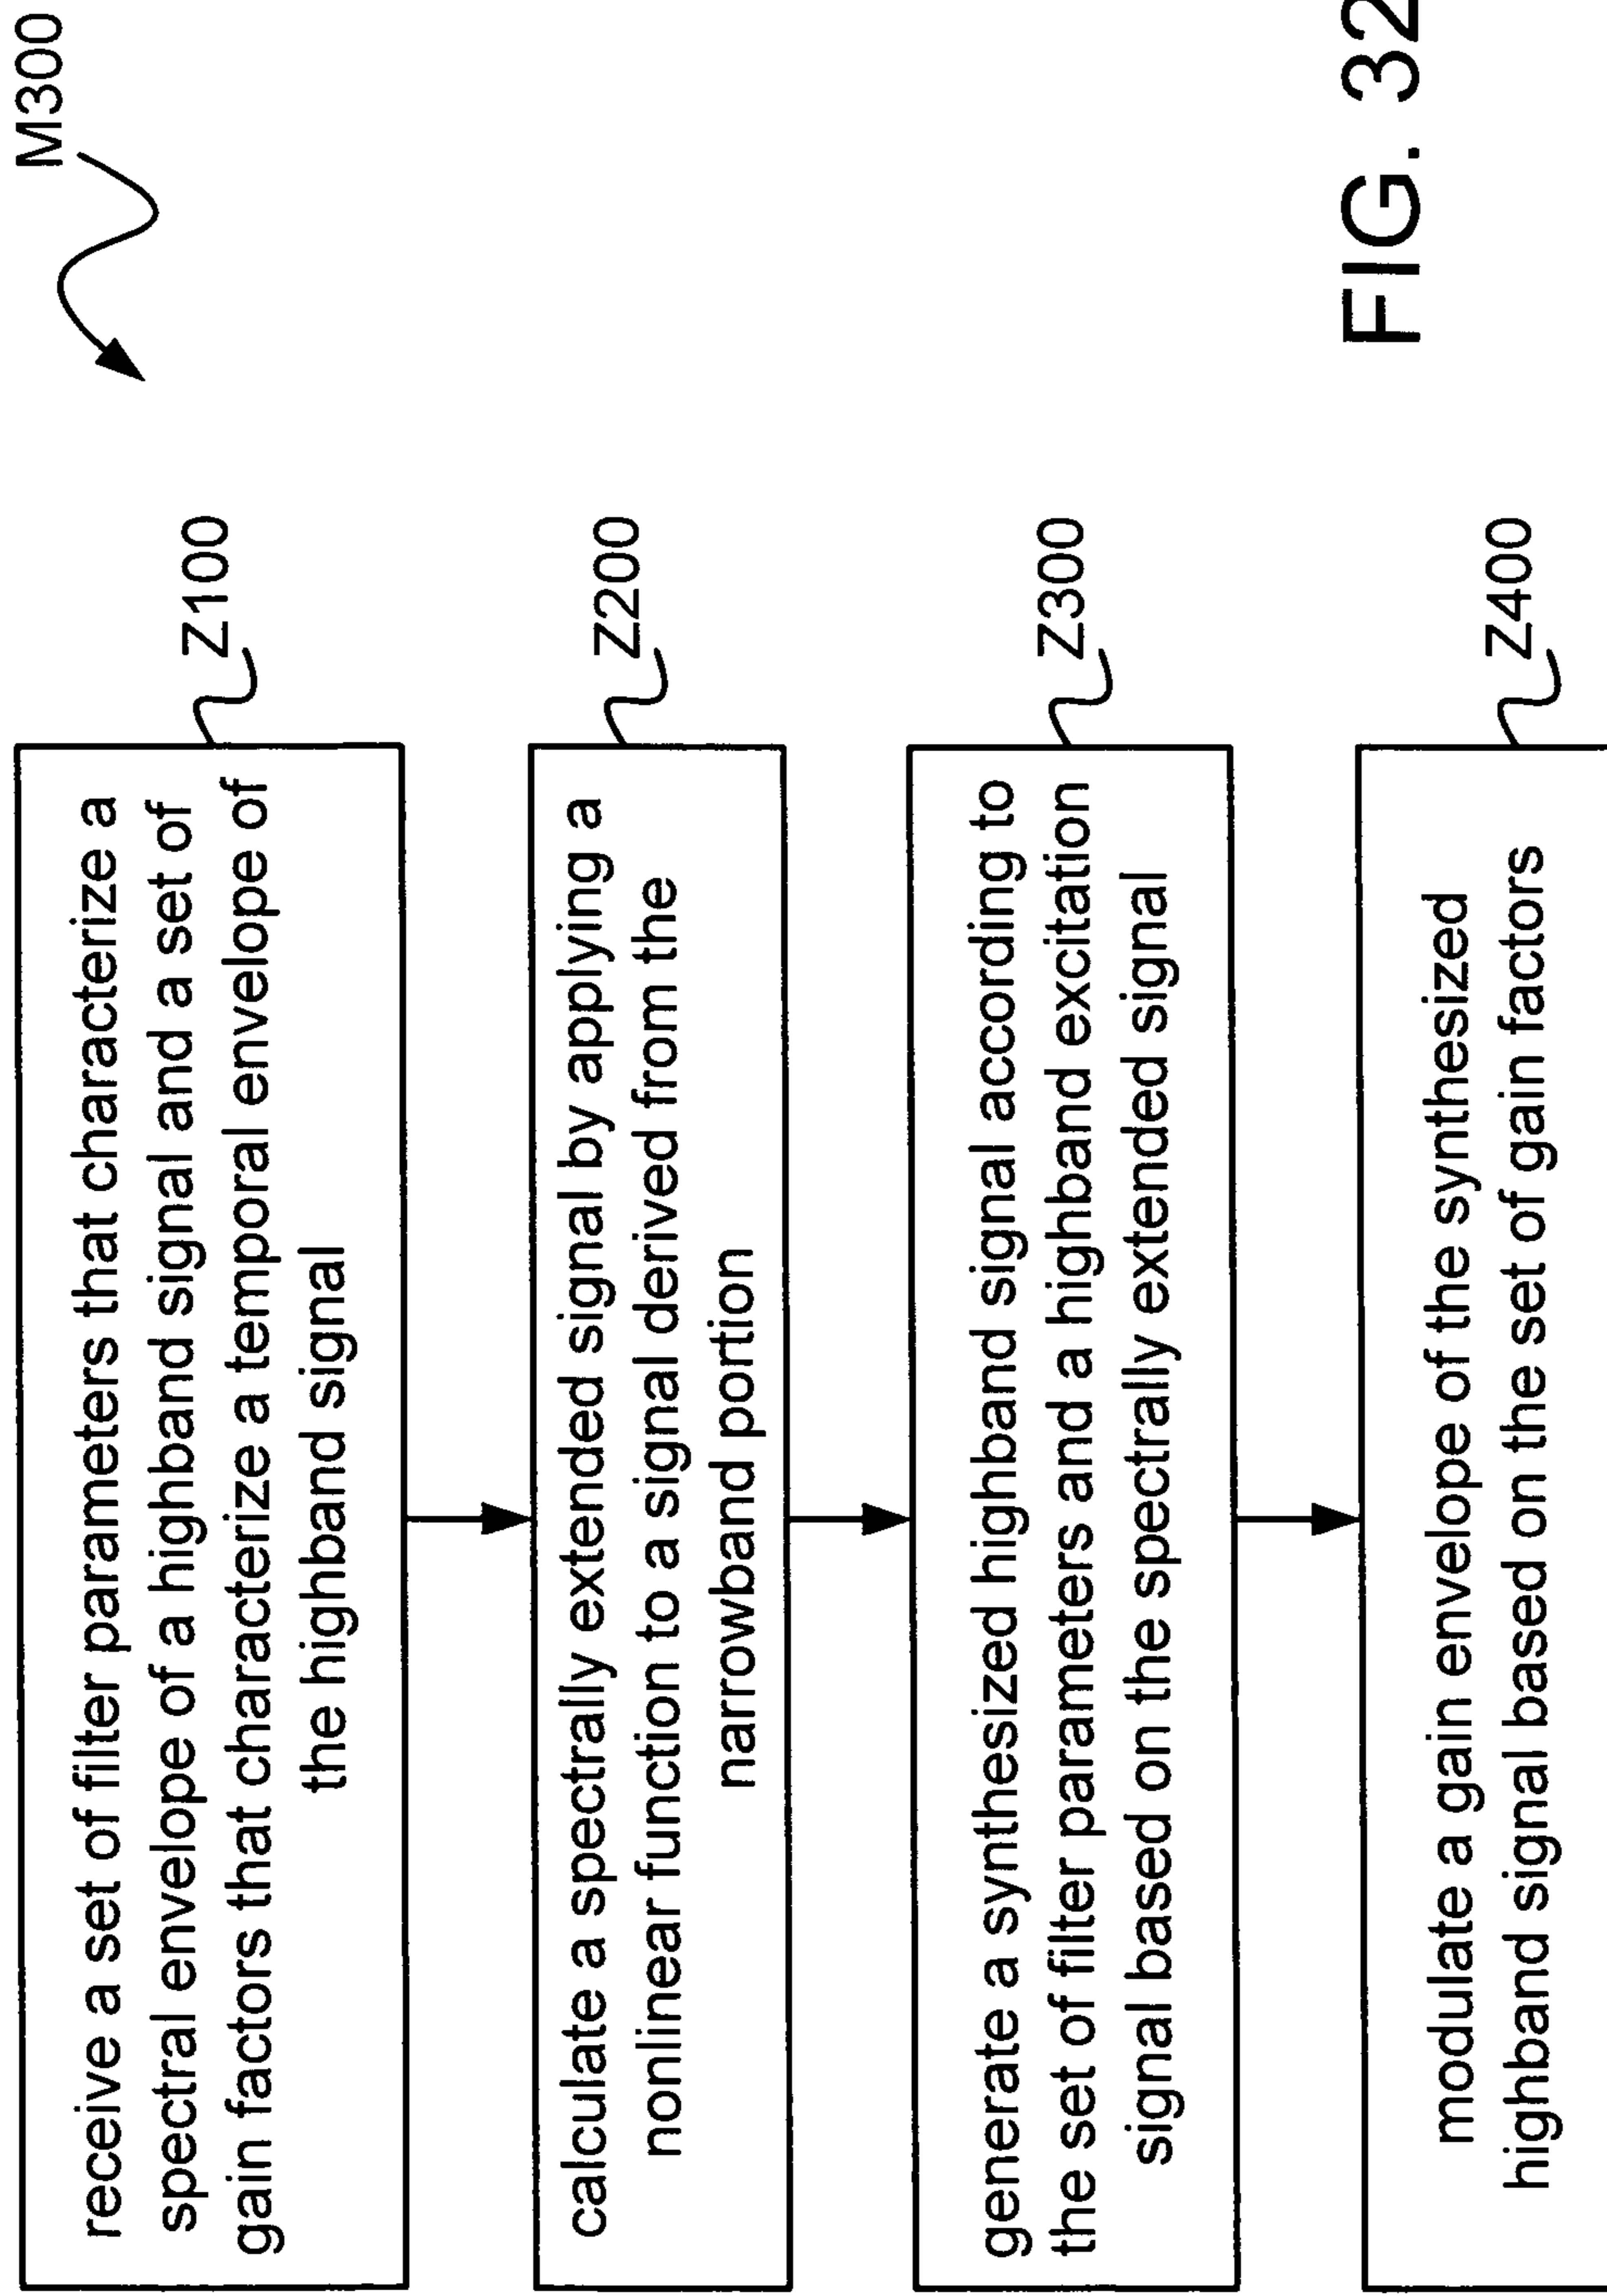 M300
receive a set of filter parameters that characterize a
spectral envelope of a highband signal and a set of
gain factors that characterize a temporal envelope of
the highband signal
Z100
calculate a spectrally extended signal by applying a
nonlinear function to a signal derived from the
narrowband portion
Z200
generate a synthesized highband signal according to
the set of filter parameters and a highband excitation
signal based on the spectrally extended signal
Z300
modulate a gain envelope of the synthesized
highband signal based on the set of gain factors
Z400
FIG. 32